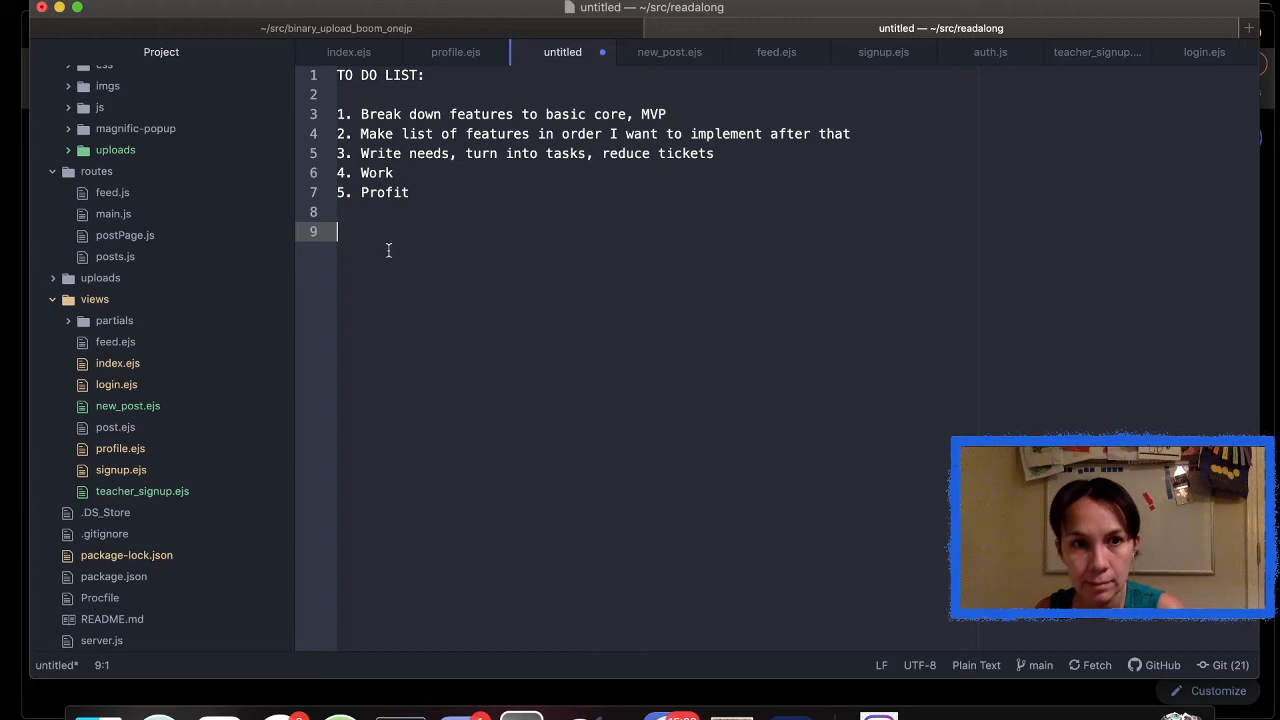 untitled — ~/src/readalong
~/src/binary_upload_boom_onejp
untitled — ~/src/readalong
Project
index.ejs
profile.ejs
untitled
new_post.ejs
feed.ejs
signup.ejs
auth.js
teacher_signup....
login.ejs
css
imgs
js
magnific-popup
uploads
routes
feed.js
main.js
postPage.js
posts.js
uploads
views
partials
feed.ejs
index.ejs
login.ejs
new_post.ejs
post.ejs
profile.ejs
signup.ejs
teacher_signup.ejs
.DS_Store
.gitignore
package-lock.json
package.json
Procfile
README.md
server.js
1 TO DO LIST:
2
3 1. Break down features to basic core, MVP
4 2. Make list of features in order I want to implement after that
5 3. Write needs, turn into tasks, reduce tickets
6 4. Work
7 5. Profit
8
9
untitled* 9:1
LF UTF-8 Plain Text main Fetch GitHub Git (21)
Customize